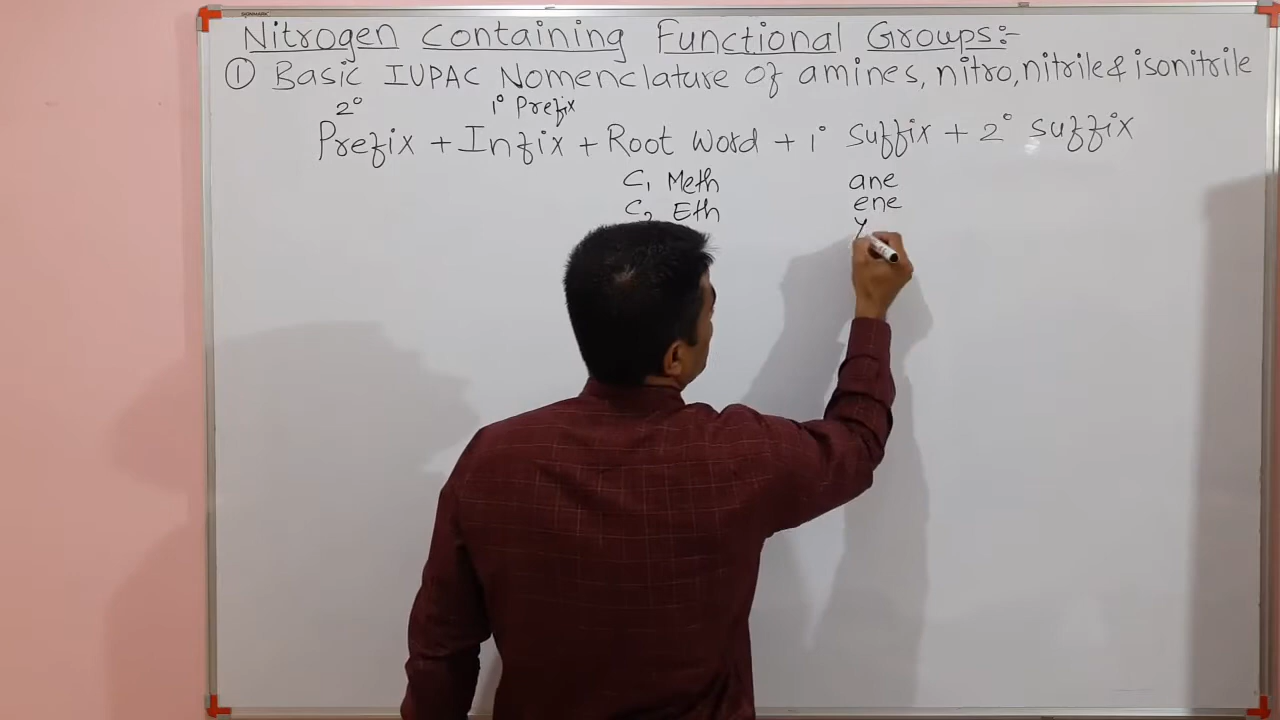 SIGNMARK
Nitrogen Containing Functional Groups:-
① Basic IUPAC Nomenclature of amines, nitro, nitrile & isonitrile
2° 1° Prefix
Prefix + Infix + Root Word + 1° Suffix + 2° Suffix
C₁ Meth ane
C₂ Eth ene
y